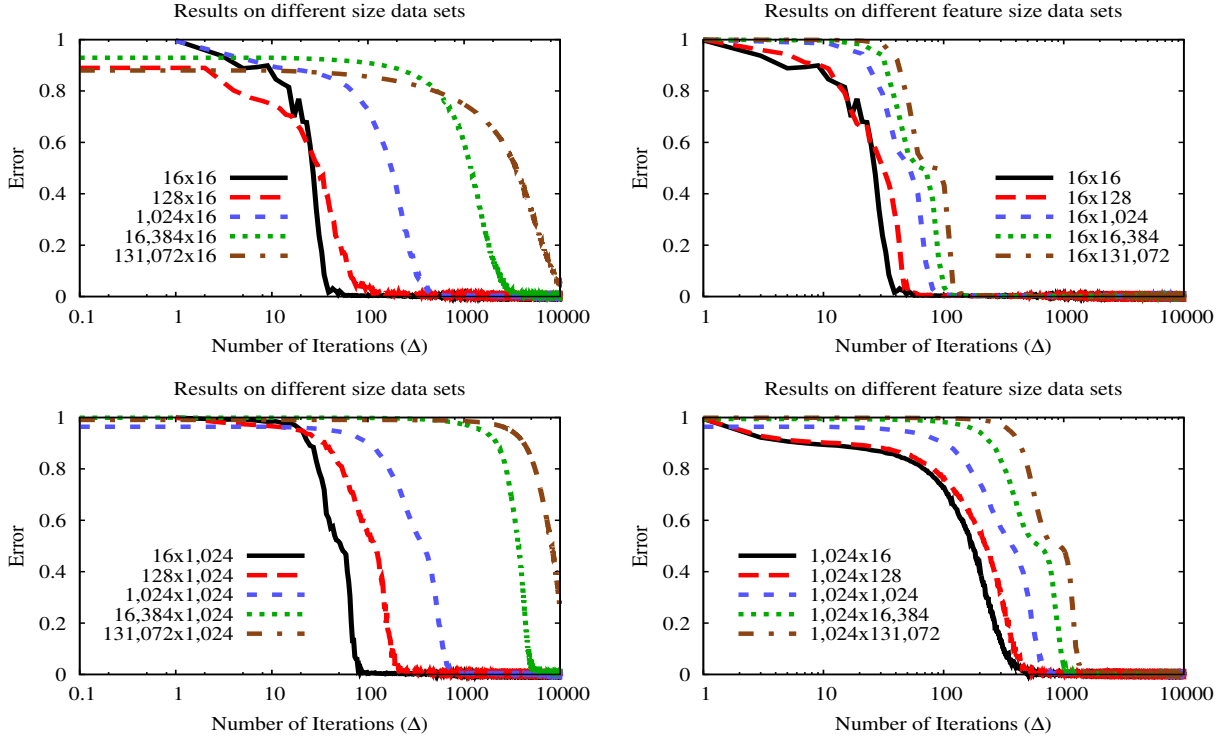 Results on different size data sets
1
0.8
0.6
0.4
0.2
0
Error
16x16
128x16
1,024x16
16,384x16
131,072x16
0.1 1 10 100 1000 10000
Number of Iterations (Δ)
Results on different feature size data sets
1
0.8
0.6
0.4
0.2
0
Error
16x16
16x128
16x1,024
16x16,384
16x131,072
1 10 100 1000 10000
Number of Iterations (Δ)
Results on different size data sets
1
0.8
0.6
0.4
0.2
0
Error
16x1,024
128x1,024
1,024x1,024
16,384x1,024
131,072x1,024
0.1 1 10 100 1000 10000
Number of Iterations (Δ)
Results on different feature size data sets
1
0.8
0.6
0.4
0.2
0
Error
1,024x16
1,024x128
1,024x1,024
1,024x16,384
1,024x131,072
1 10 100 1000 10000
Number of Iterations (Δ)